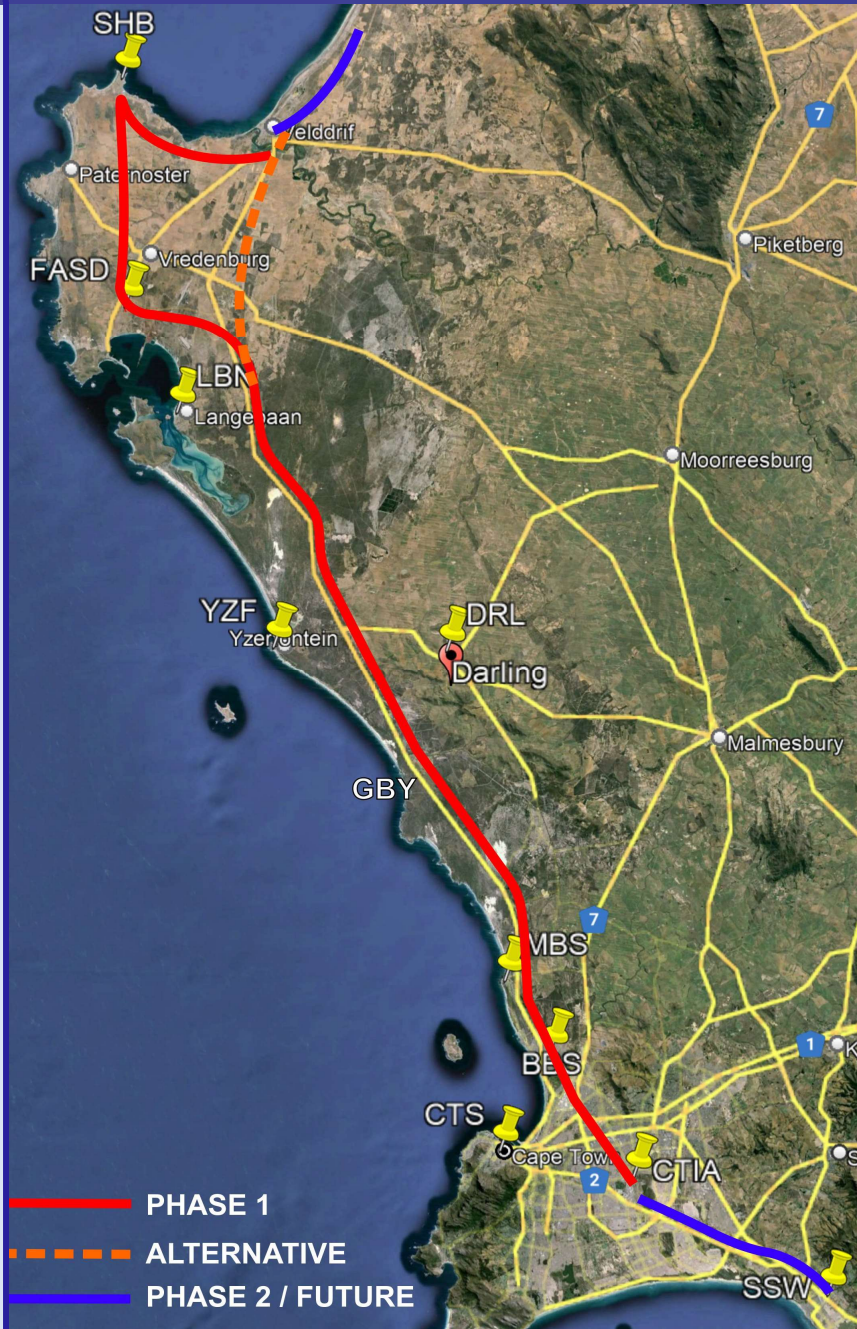 SHB
7
Velddrif
Paternoster
Piketberg
Vredenburg
FASD
LBN
Langebaan
Moorreesburg
YZF
DRL
Yzerfontein
Darling
Malmesbury
GBY
7
MBS
BBS
1
K
CTS
Cape Town
CTIA
S
2
PHASE 1
ALTERNATIVE
SSW
PHASE 2 / FUTURE